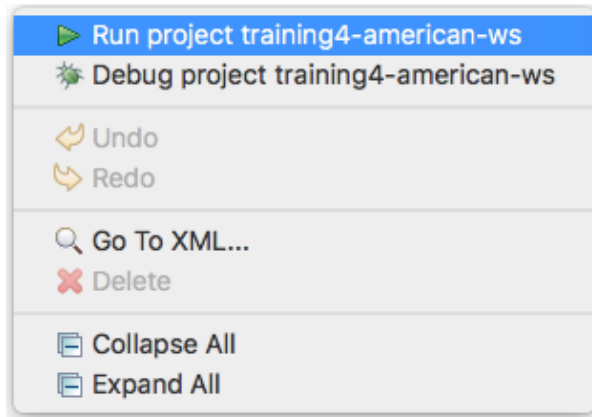 Run project training4-american-ws
Debug project training4-american-ws
Undo
Redo
Go To XML...
Delete
Collapse All
Expand All